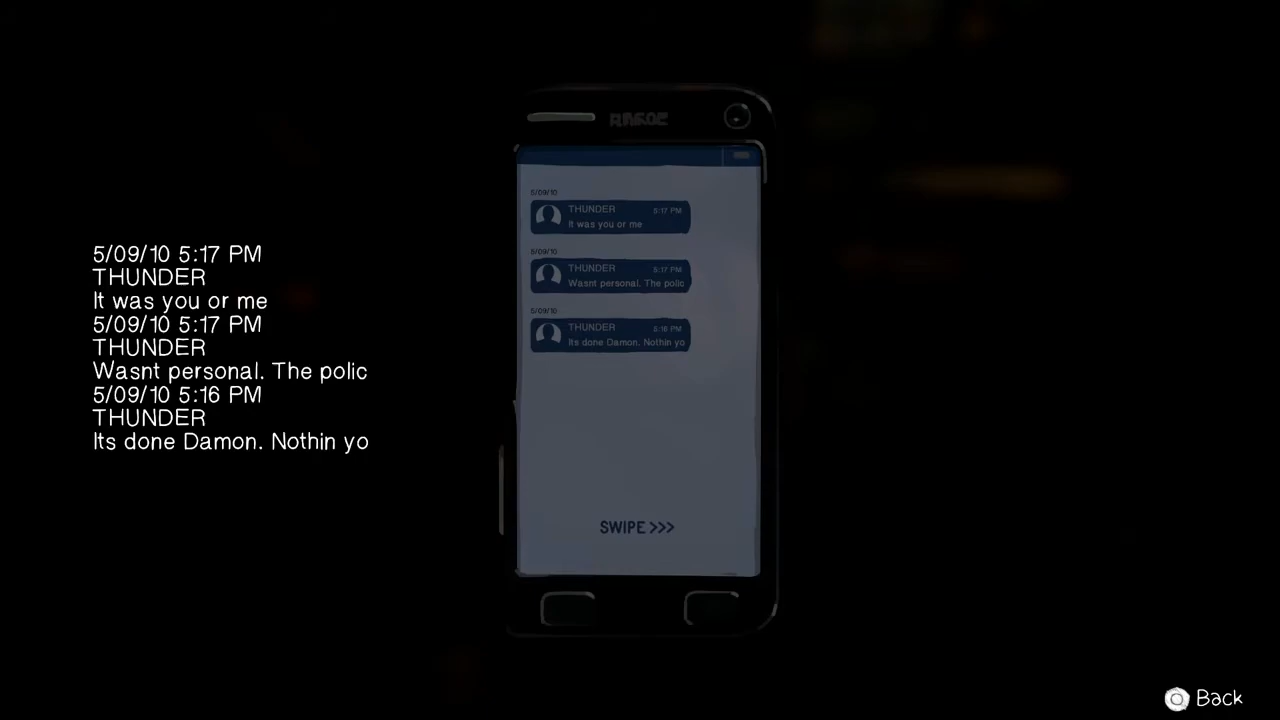 5/09/10 5:17 PM
THUNDER
It was you or me
5/09/10 5:17 PM
THUNDER
Wasnt personal. The polic
5/09/10 5:16 PM
THUNDER
Its done Damon. Nothin yo
5/09/10
THUNDER 5:17 PM
It was you or me
5/09/10
THUNDER 5:17 PM
Wasnt personal. The polic
5/09/10
THUNDER 5:16 PM
Its done Damon. Nothin yo
SWIPE >>>
Back